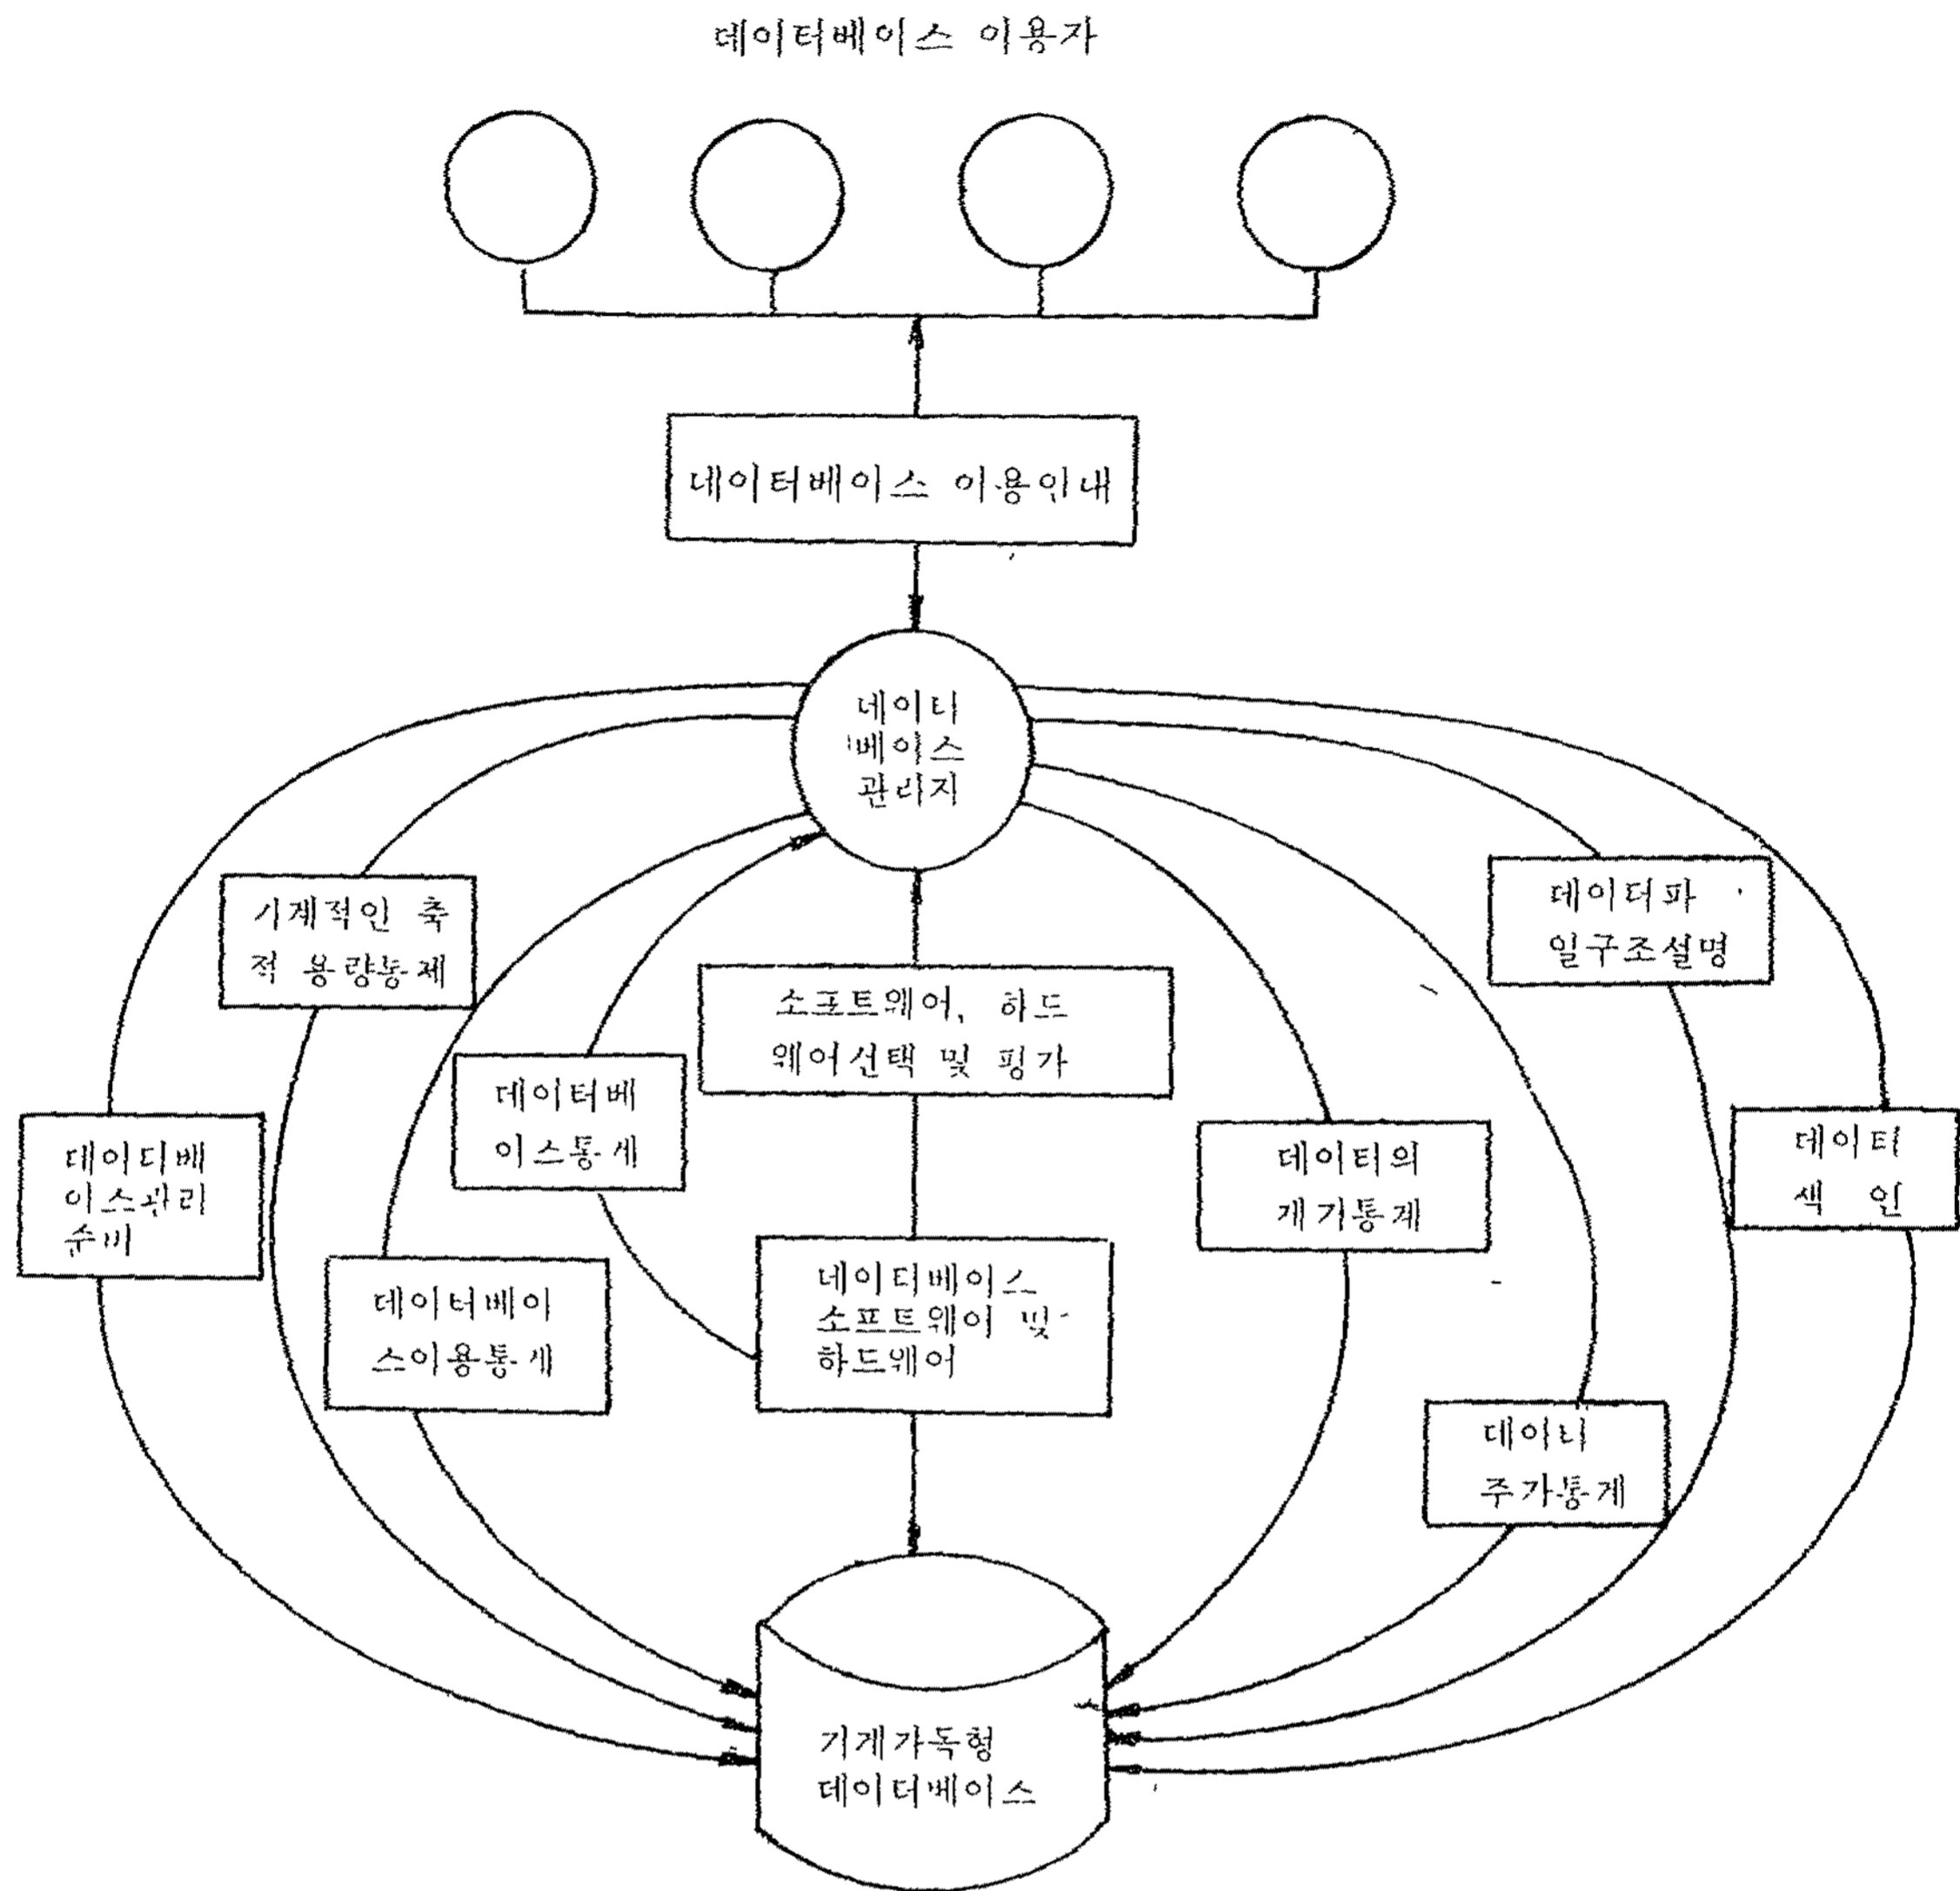 데이터베이스 이용자
데이터베이스 이용안내
데이터
베이스
관리자
기계적인 축
적 용량통제
데이터파
일구조설명
소프트웨어, 하드
웨어선택 및 평가
데이터베
이스통제
데이터베
이스관리
준비
데이터의
개기통계
데이터
색 인
데이터베이
스이용통제
데이터베이스
소프트웨어 및
하드웨어
데이터
추가통계
기계가독형
데이터베이스